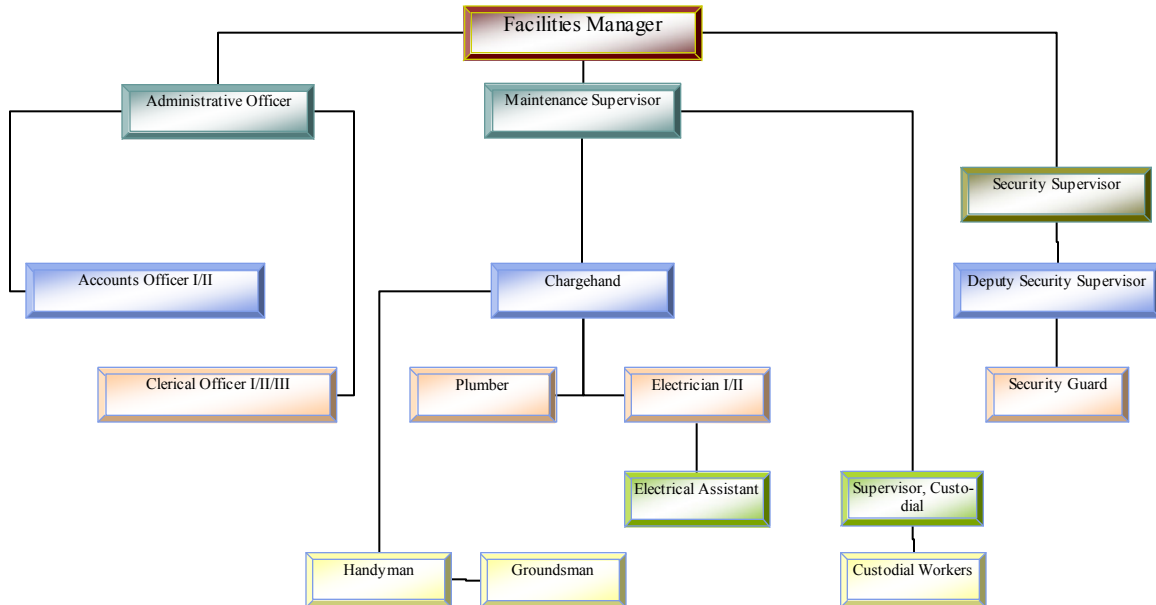 Facilities Manager
Administrative Officer
Maintenance Supervisor
Security Supervisor
Accounts Officer I/II
Chargehand
Deputy Security Supervisor
Clerical Officer I/II/III
Plumber
Electrician I/II
Security Guard
Electrical Assistant
Supervisor, Custo-
dial
Handyman
Groundsman
Custodial Workers